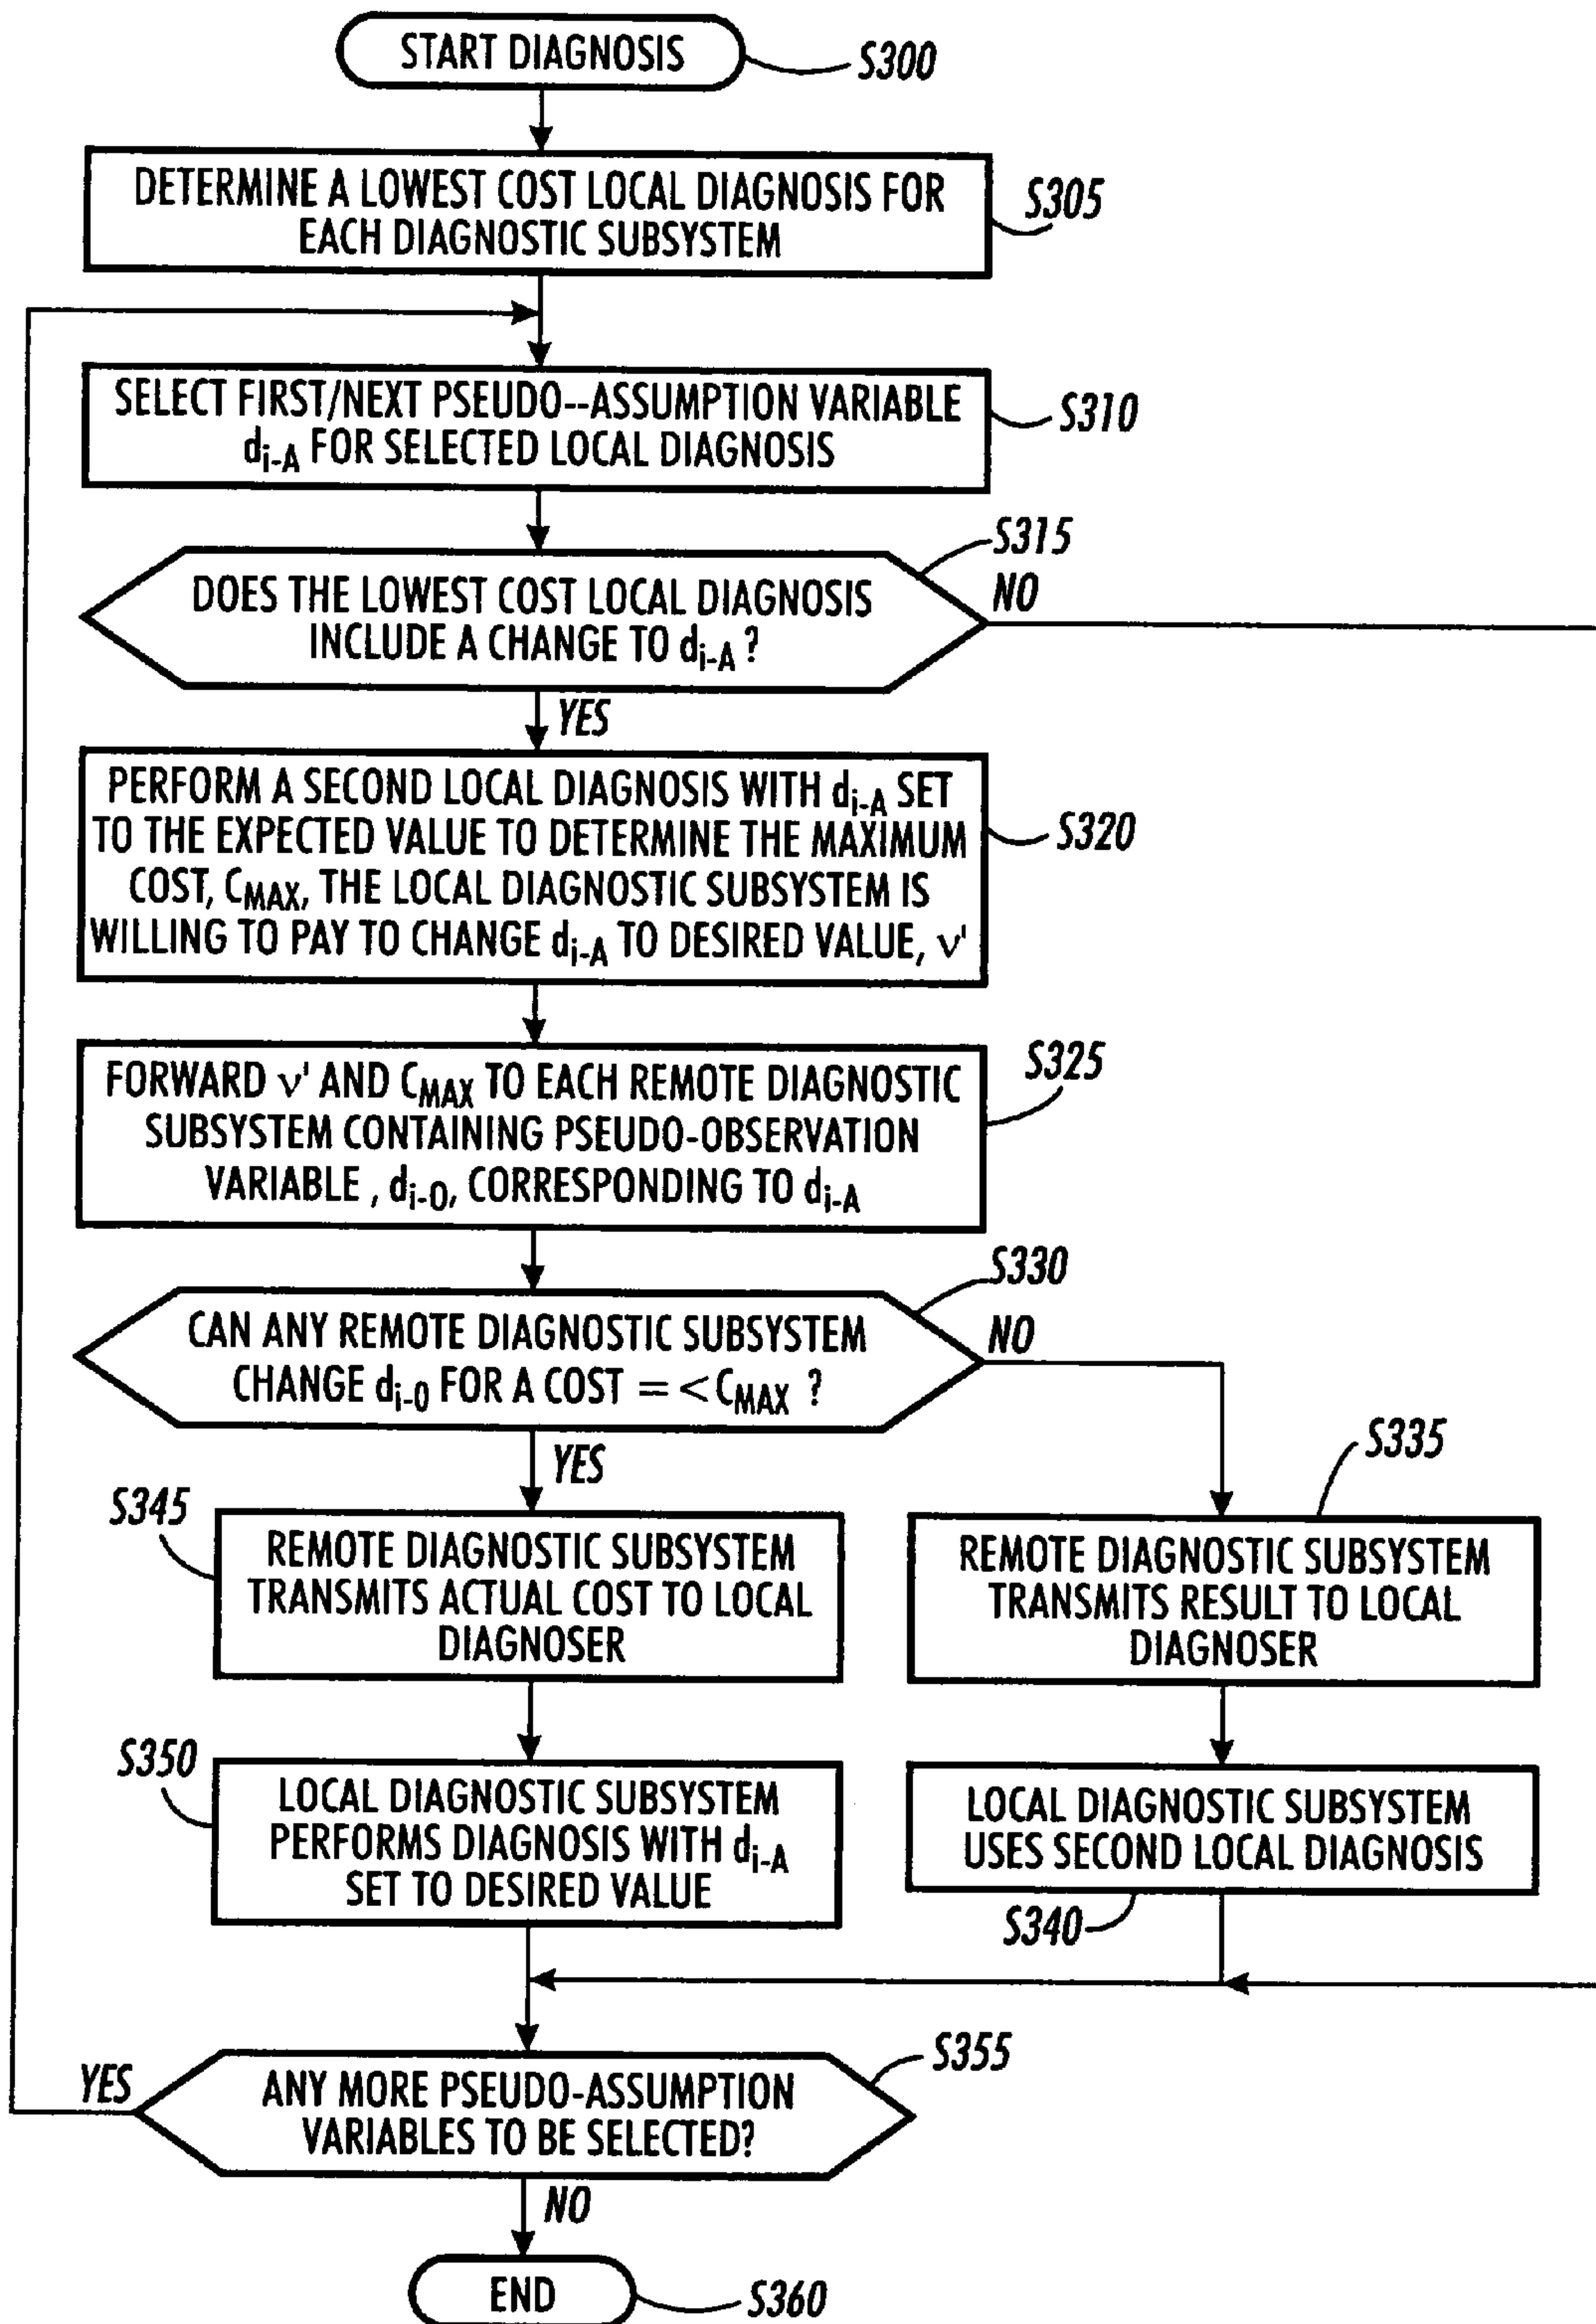 START DIAGNOSIS
S300
DETERMINE A LOWEST COST LOCAL DIAGNOSIS FOR
EACH DIAGNOSTIC SUBSYSTEM
S305
SELECT FIRST/NEXT PSEUDO--ASSUMPTION VARIABLE
di-A FOR SELECTED LOCAL DIAGNOSIS
S310
S315
DOES THE LOWEST COST LOCAL DIAGNOSIS
INCLUDE A CHANGE TO di-A ?
NO
YES
PERFORM A SECOND LOCAL DIAGNOSIS WITH di-A SET
TO THE EXPECTED VALUE TO DETERMINE THE MAXIMUM
COST, CMAX, THE LOCAL DIAGNOSTIC SUBSYSTEM IS
WILLING TO PAY TO CHANGE di-A TO DESIRED VALUE, ν'
S320
FORWARD ν' AND CMAX TO EACH REMOTE DIAGNOSTIC
SUBSYSTEM CONTAINING PSEUDO-OBSERVATION
VARIABLE , di-O, CORRESPONDING TO di-A
S325
S330
CAN ANY REMOTE DIAGNOSTIC SUBSYSTEM
CHANGE di-O FOR A COST = < CMAX ?
NO
YES
S345
REMOTE DIAGNOSTIC SUBSYSTEM
TRANSMITS ACTUAL COST TO LOCAL
DIAGNOSER
S335
REMOTE DIAGNOSTIC SUBSYSTEM
TRANSMITS RESULT TO LOCAL
DIAGNOSER
S350
LOCAL DIAGNOSTIC SUBSYSTEM
PERFORMS DIAGNOSIS WITH di-A
SET TO DESIRED VALUE
LOCAL DIAGNOSTIC SUBSYSTEM
USES SECOND LOCAL DIAGNOSIS
S340
S355
YES
ANY MORE PSEUDO-ASSUMPTION
VARIABLES TO BE SELECTED?
NO
END
S360